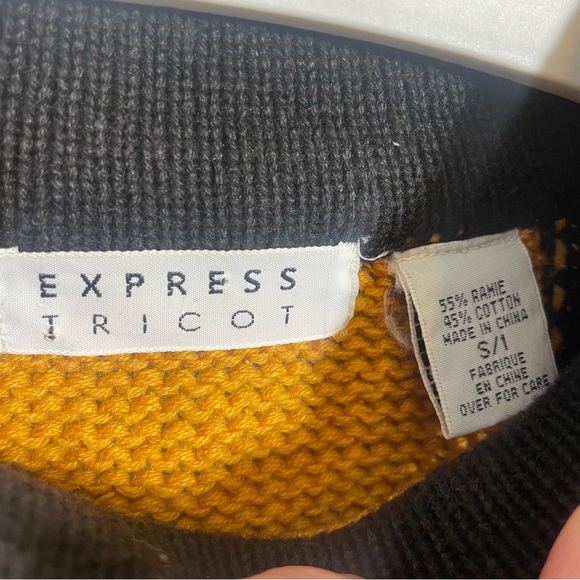 EXPRESS
TRICOT
55% RAMIE
45% COTTON
MADE IN CHINA
S/1
FABRIQUE
EN CHINE
OVER FOR CARE